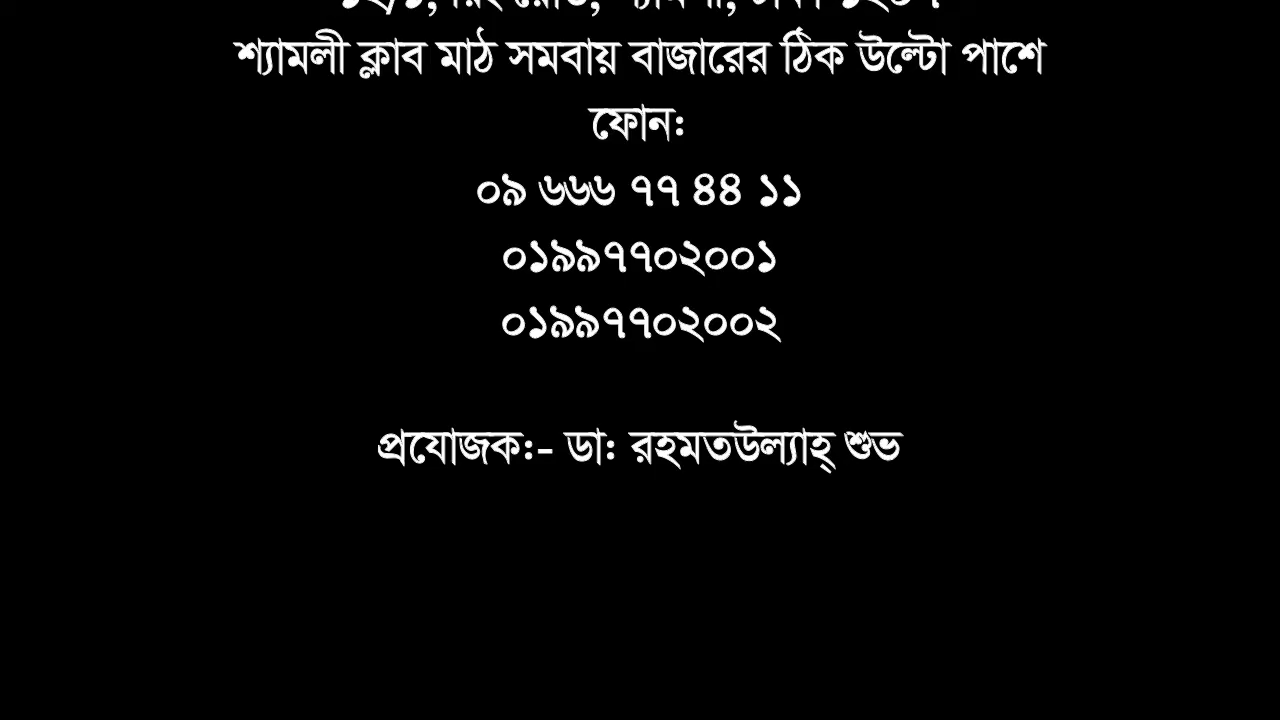 শ্যামলী ক্লাব মাঠ সমবায় বাজারের ঠিক উল্টো পাশে
ফোন:
০৯ ৬৬৬ ৭৭ ৪৪ ১১
০১৯৯৭৭০২০০১
০১৯৯৭৭০২০০২
প্রযোজক:- ডা: রহমতউল্যাহ্ শুভ